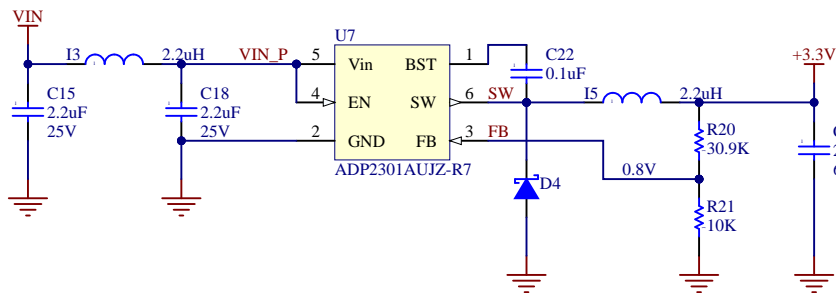 VIN
I3
2.2uH
VIN_P
C15
2.2uF
25V
C18
2.2uF
25V
U7
5
Vin
BST
1
4
EN
SW
6
2
GND
FB
3
ADP2301AUJZ-R7
C22
0.1uF
SW
FB
I5
2.2uH
+3.3V
0.8V
D4
R20
30.9K
R21
10K
C
2
6